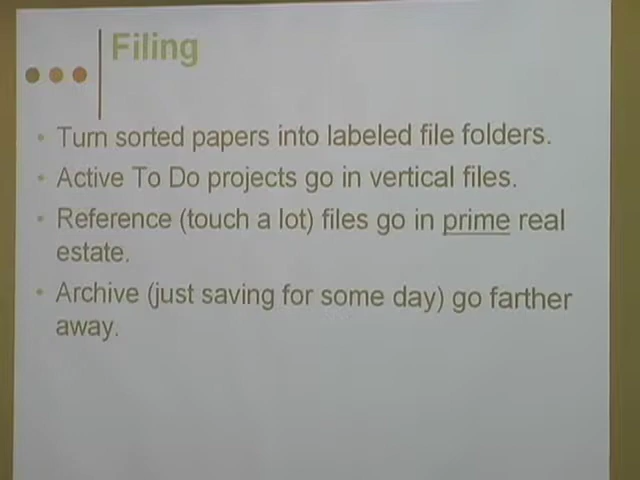 Filing
• Turn sorted papers into labeled file folders.
• Active To Do projects go in vertical files.
• Reference (touch a lot) files go in prime real
estate.
• Archive (just saving for some day) go farther
away.